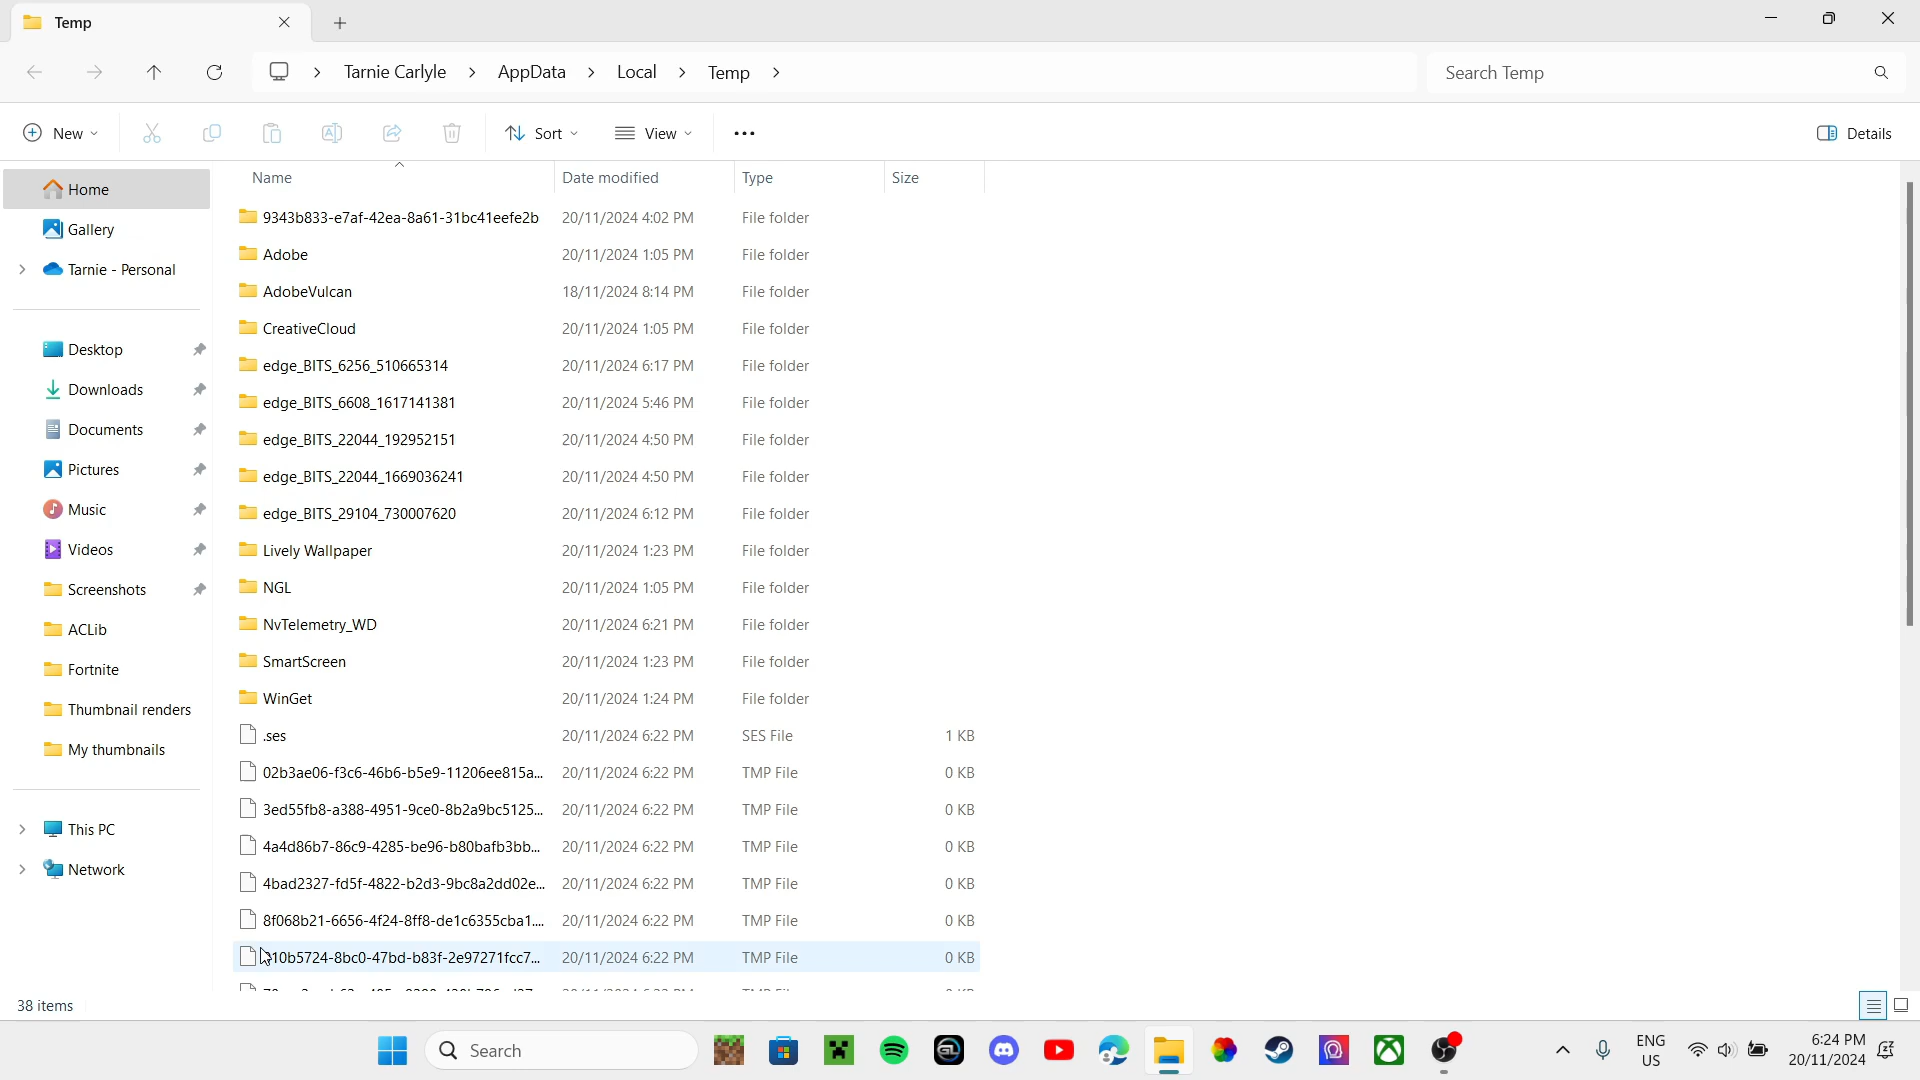 Temp
Tarnie Carlyle > AppData > Local > Temp >
Search Temp
New
Sort
View
Details
Name Date modified Type Size
Home
Gallery
Tarnie - Personal
Desktop
Downloads
Documents
Pictures
Music
Videos
Screenshots
ACLib
Fortnite
Thumbnail renders
My thumbnails
This PC
Network
9343b833-e7af-42ea-8a61-31bc41eefe2b 20/11/2024 4:02 PM File folder
Adobe 20/11/2024 1:05 PM File folder
AdobeVulcan 18/11/2024 8:14 PM File folder
CreativeCloud 20/11/2024 1:05 PM File folder
edge_BITS_6256_510665314 20/11/2024 6:17 PM File folder
edge_BITS_6608_1617141381 20/11/2024 5:46 PM File folder
edge_BITS_22044_192952151 20/11/2024 4:50 PM File folder
edge_BITS_22044_1669036241 20/11/2024 4:50 PM File folder
edge_BITS_29104_730007620 20/11/2024 6:12 PM File folder
Lively Wallpaper 20/11/2024 1:23 PM File folder
NGL 20/11/2024 1:05 PM File folder
NvTelemetry_WD 20/11/2024 6:21 PM File folder
SmartScreen 20/11/2024 1:23 PM File folder
WinGet 20/11/2024 1:24 PM File folder
.ses 20/11/2024 6:22 PM SES File 1 KB
02b3ae06-f3c6-46b6-b5e9-11206ee815a... 20/11/2024 6:22 PM TMP File 0 KB
3ed55fb8-a388-4951-9ce0-8b2a9bc5125... 20/11/2024 6:22 PM TMP File 0 KB
4a4d86b7-86c9-4285-be96-b80bafb3bb... 20/11/2024 6:22 PM TMP File 0 KB
4bad2327-fd5f-4822-b2d3-9bc8a2dd02e... 20/11/2024 6:22 PM TMP File 0 KB
8f068b21-6656-4f24-8ff8-de1c6355cba1.... 20/11/2024 6:22 PM TMP File 0 KB
20/11/2024 6:22 PM TMP File 0 KB
38 items
Search
ENG
US
6:24 PM
20/11/2024